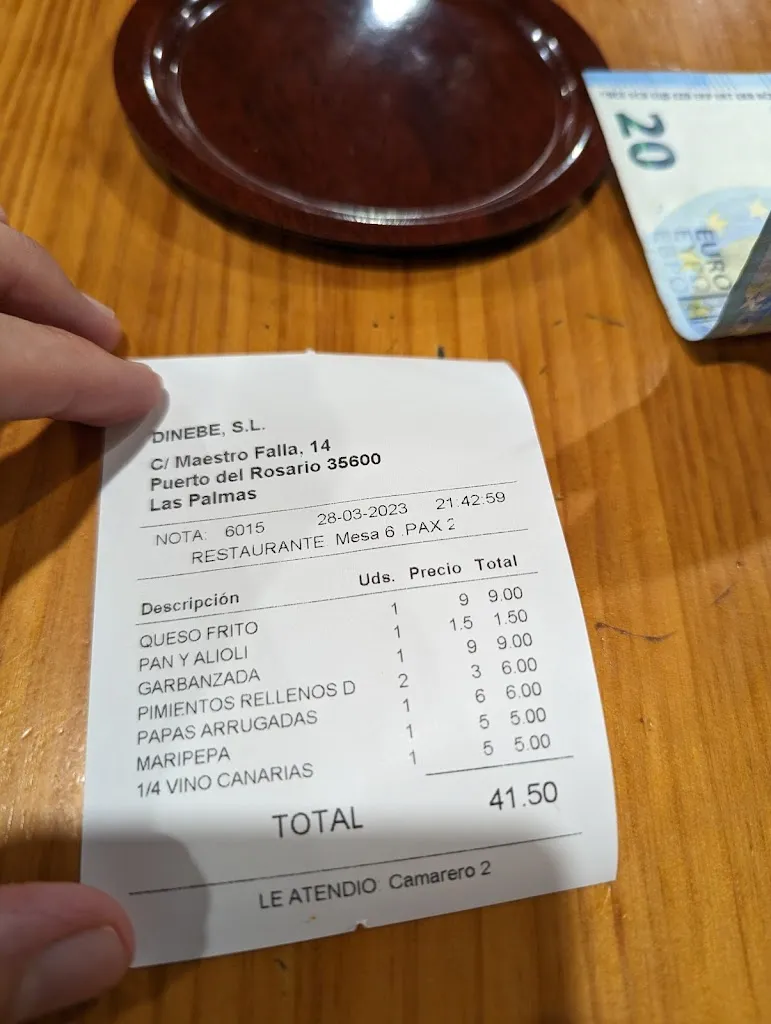 20
EURO
DINEBE, S.L.
C/ Maestro Falla, 14
Puerto del Rosario 35600
Las Palmas
NOTA: 6015 28-03-2023 21:42:59
RESTAURANTE Mesa 6 .PAX 2
Descripción Uds. Precio Total
QUESO FRITO 1 9 9.00
PAN Y ALIOLI 1 1.5 1.50
GARBANZADA 1 9 9.00
PIMIENTOS RELLENOS D 2 3 6.00
PAPAS ARRUGADAS 1 6 6.00
MARIPEPA 1 5 5.00
1/4 VINO CANARIAS 1 5 5.00
TOTAL 41.50
LE ATENDIO: Camarero 2